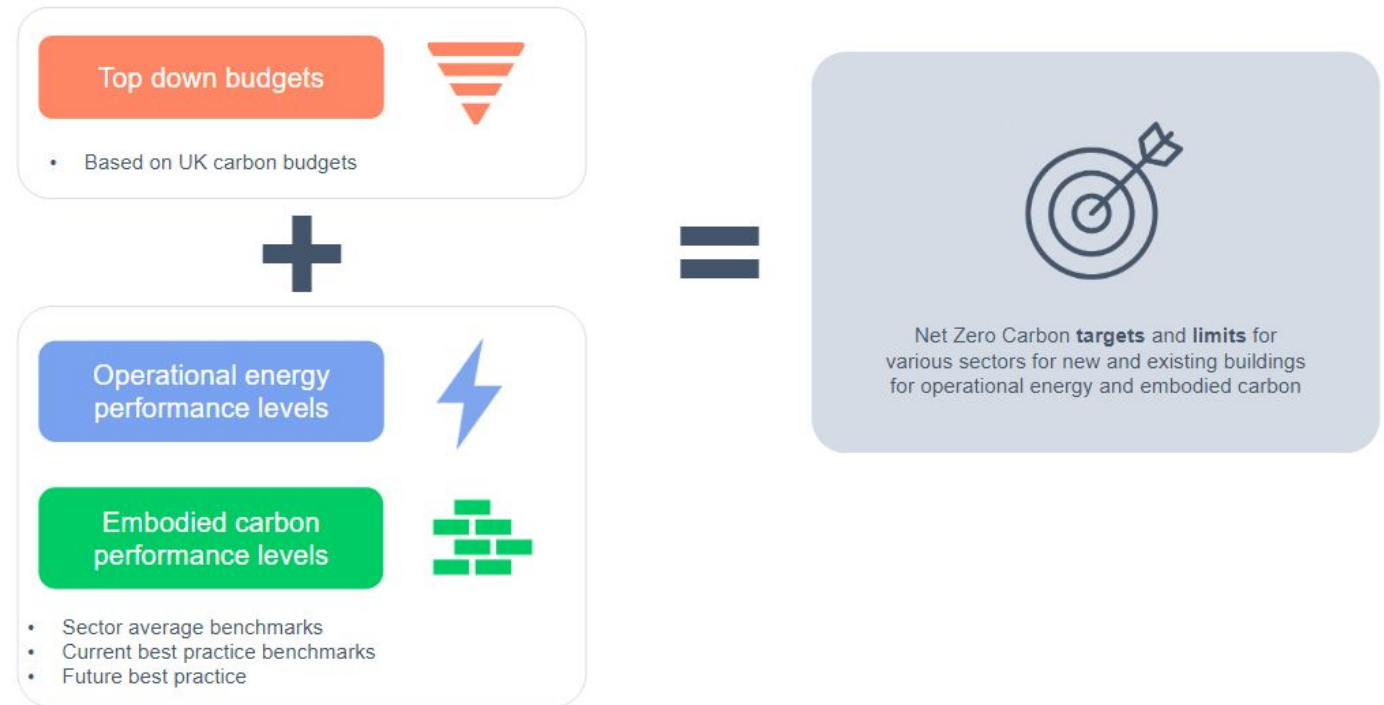 Top down budgets
• Based on UK carbon budgets
Operational energy
performance levels
Embodied carbon
performance levels
• Sector average benchmarks
• Current best practice benchmarks
• Future best practice
Net Zero Carbon targets and limits for
various sectors for new and existing buildings
for operational energy and embodied carbon